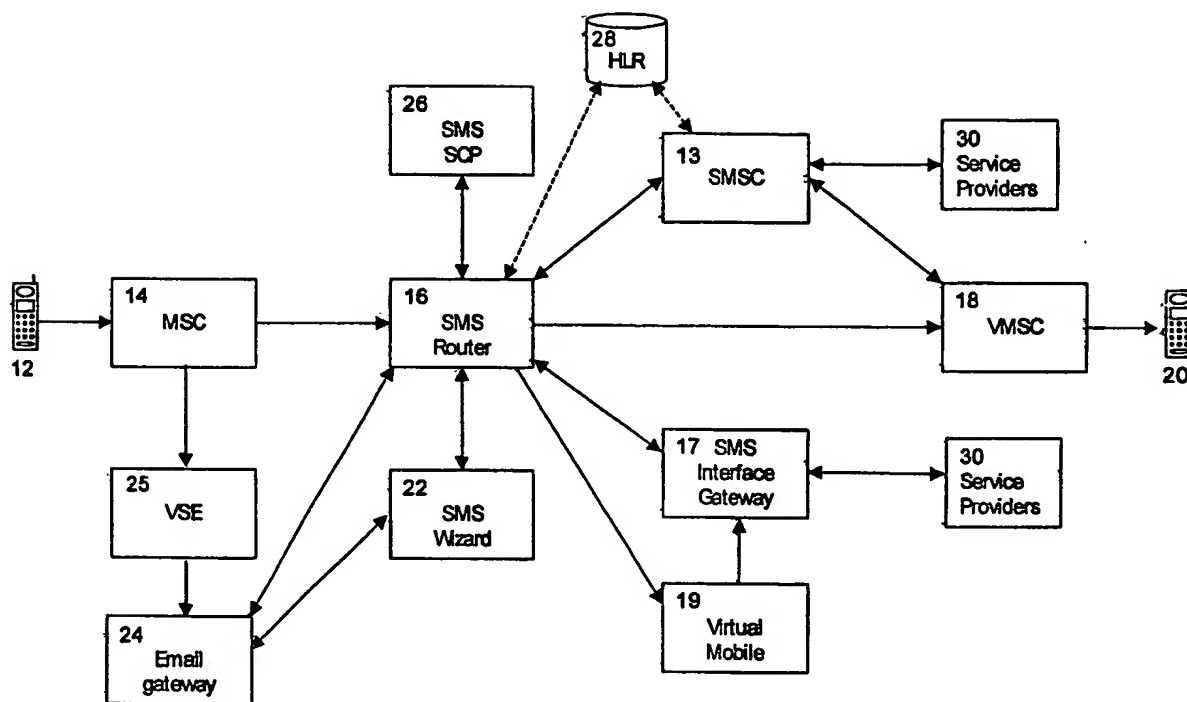 28
HLR
26
SMS
SCP
13
SMSC
30
Service
Providers
14
MSC
16
SMS
Router
18
VMSC
12
20
17 SMS
Interface
Gateway
30
Service
Providers
25
VSE
22
SMS
Wizard
19
Virtual
Mobile
24
Email
gateway